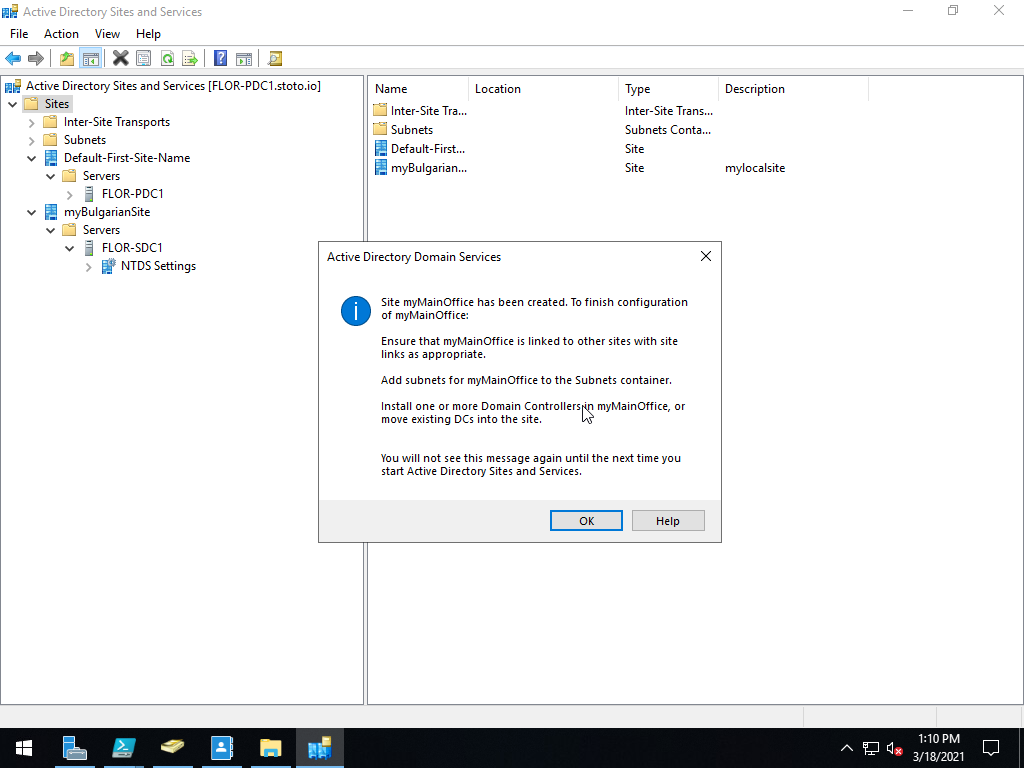 Active Directory Sites and Services
File Action View Help
Active Directory Sites and Services [FLOR-PDC1.stoto.io]
Sites
Inter-Site Transports
Subnets
Default-First-Site-Name
Servers
FLOR-PDC1
myBulgarianSite
Servers
FLOR-SDC1
NTDS Settings
Name Location Type Description
Inter-Site Tra... Inter-Site Trans...
Subnets Subnets Conta...
Default-First... Site
myBulgarian... Site mylocalsite
Active Directory Domain Services
Site myMainOffice has been created. To finish configuration
of myMainOffice:
Ensure that myMainOffice is linked to other sites with site
links as appropriate.
Add subnets for myMainOffice to the Subnets container.
Install one or more Domain Controllers in myMainOffice, or
move existing DCs into the site.
You will not see this message again until the next time you
start Active Directory Sites and Services.
OK Help
1:10 PM
3/18/2021